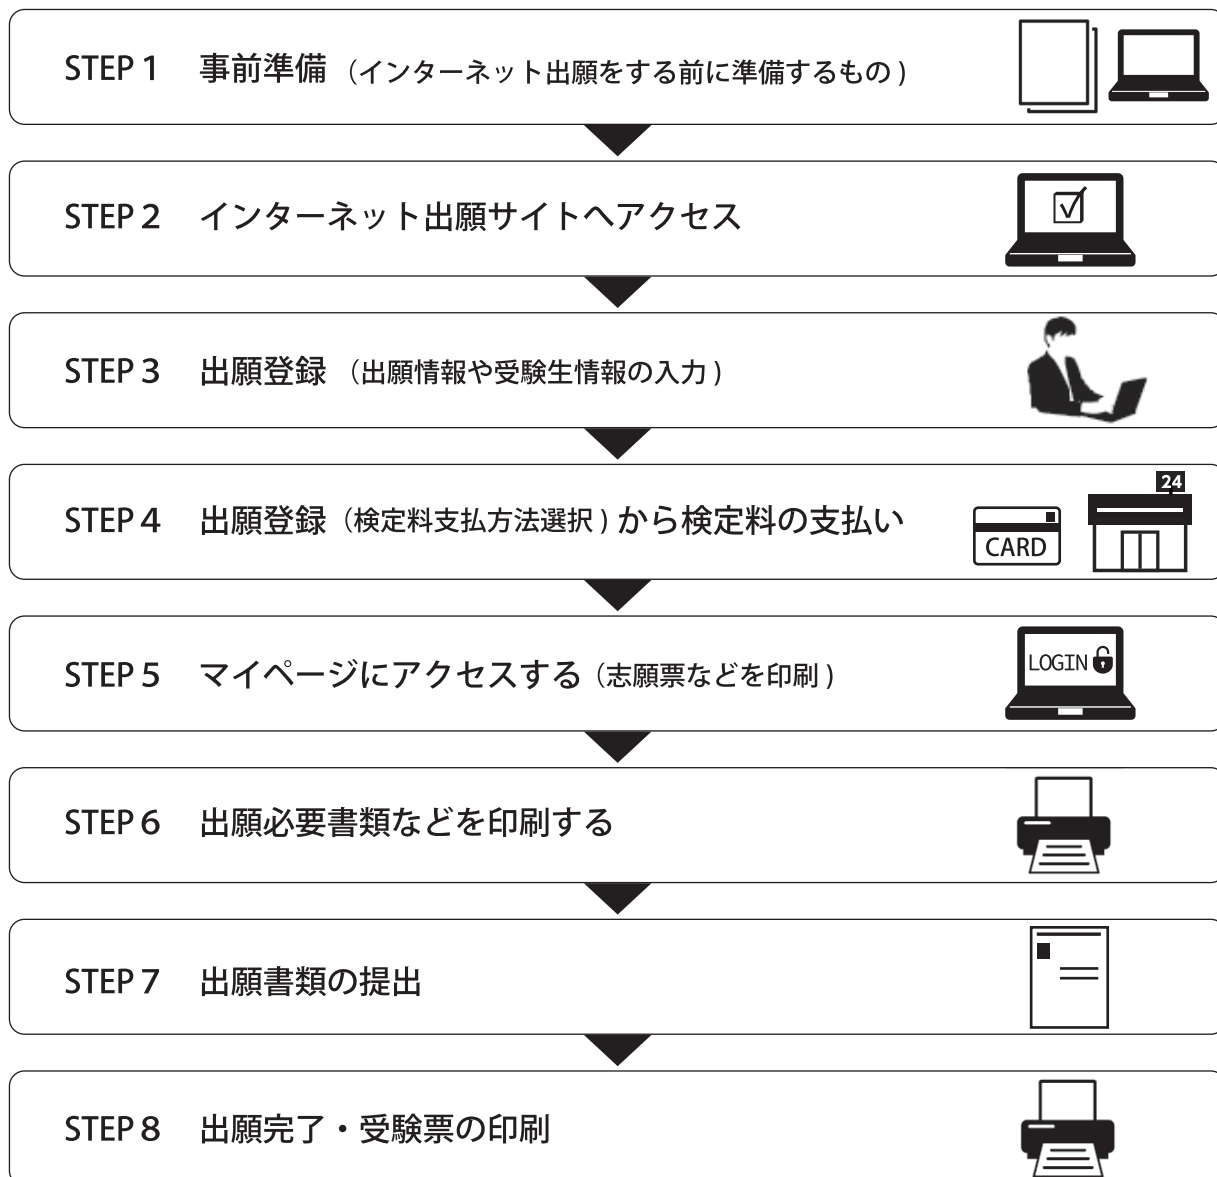 STEP 1 事前準備（インターネット出願をする前に準備するもの）
STEP 2 インターネット出願サイトへアクセス
STEP 3 出願登録（出願情報や受験生情報の入力）
24
STEP 4 出願登録（検定料支払方法選択）から検定料の支払い
CARD
STEP 5 マイページにアクセスする（志願票などを印刷）
LOGIN
STEP 6 出願必要書類などを印刷する
STEP 7 出願書類の提出
STEP 8 出願完了・受験票の印刷